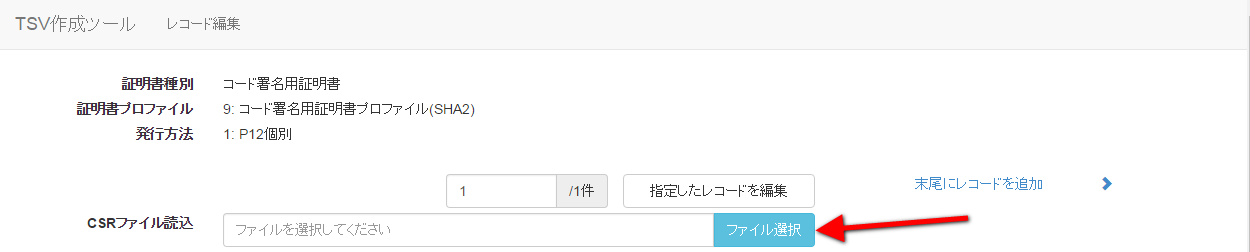 TSV作成ツール レコード編集
証明書種別 コード署名用証明書
証明書プロファイル 9: コード署名用証明書プロファイル(SHA2)
発行方法 1: P12個別
1 /1件 指定したレコードを編集 末尾にレコードを追加
CSRファイル読込 ファイルを選択してください ファイル選択